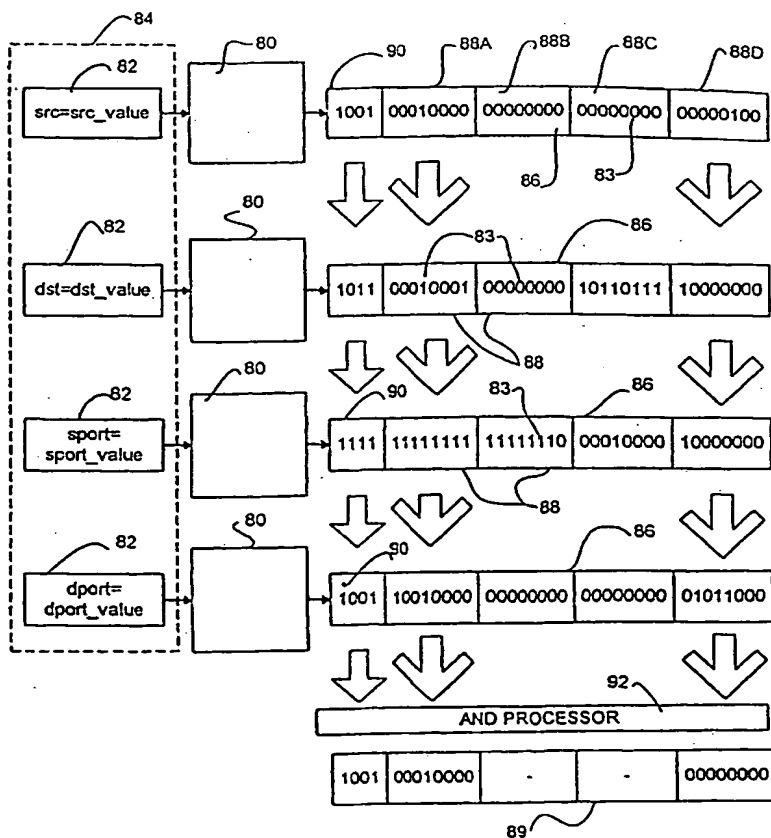 84
82
80
90
88A
88B
88C
88D
src=src_value
1001 00010000 00000000 00000000 00000100
86
83
82
80
83
86
dst=dst_value
1011 00010001 00000000 10110111 10000000
88
82
80
90
83
86
sport=
sport_value
1111 11111111 11111110 00010000 10000000
88
82
80
90
86
dport=
dport_value
1001 10010000 00000000 00000000 01011000
92
AND PROCESSOR
1001 00010000 - - 00000000
89